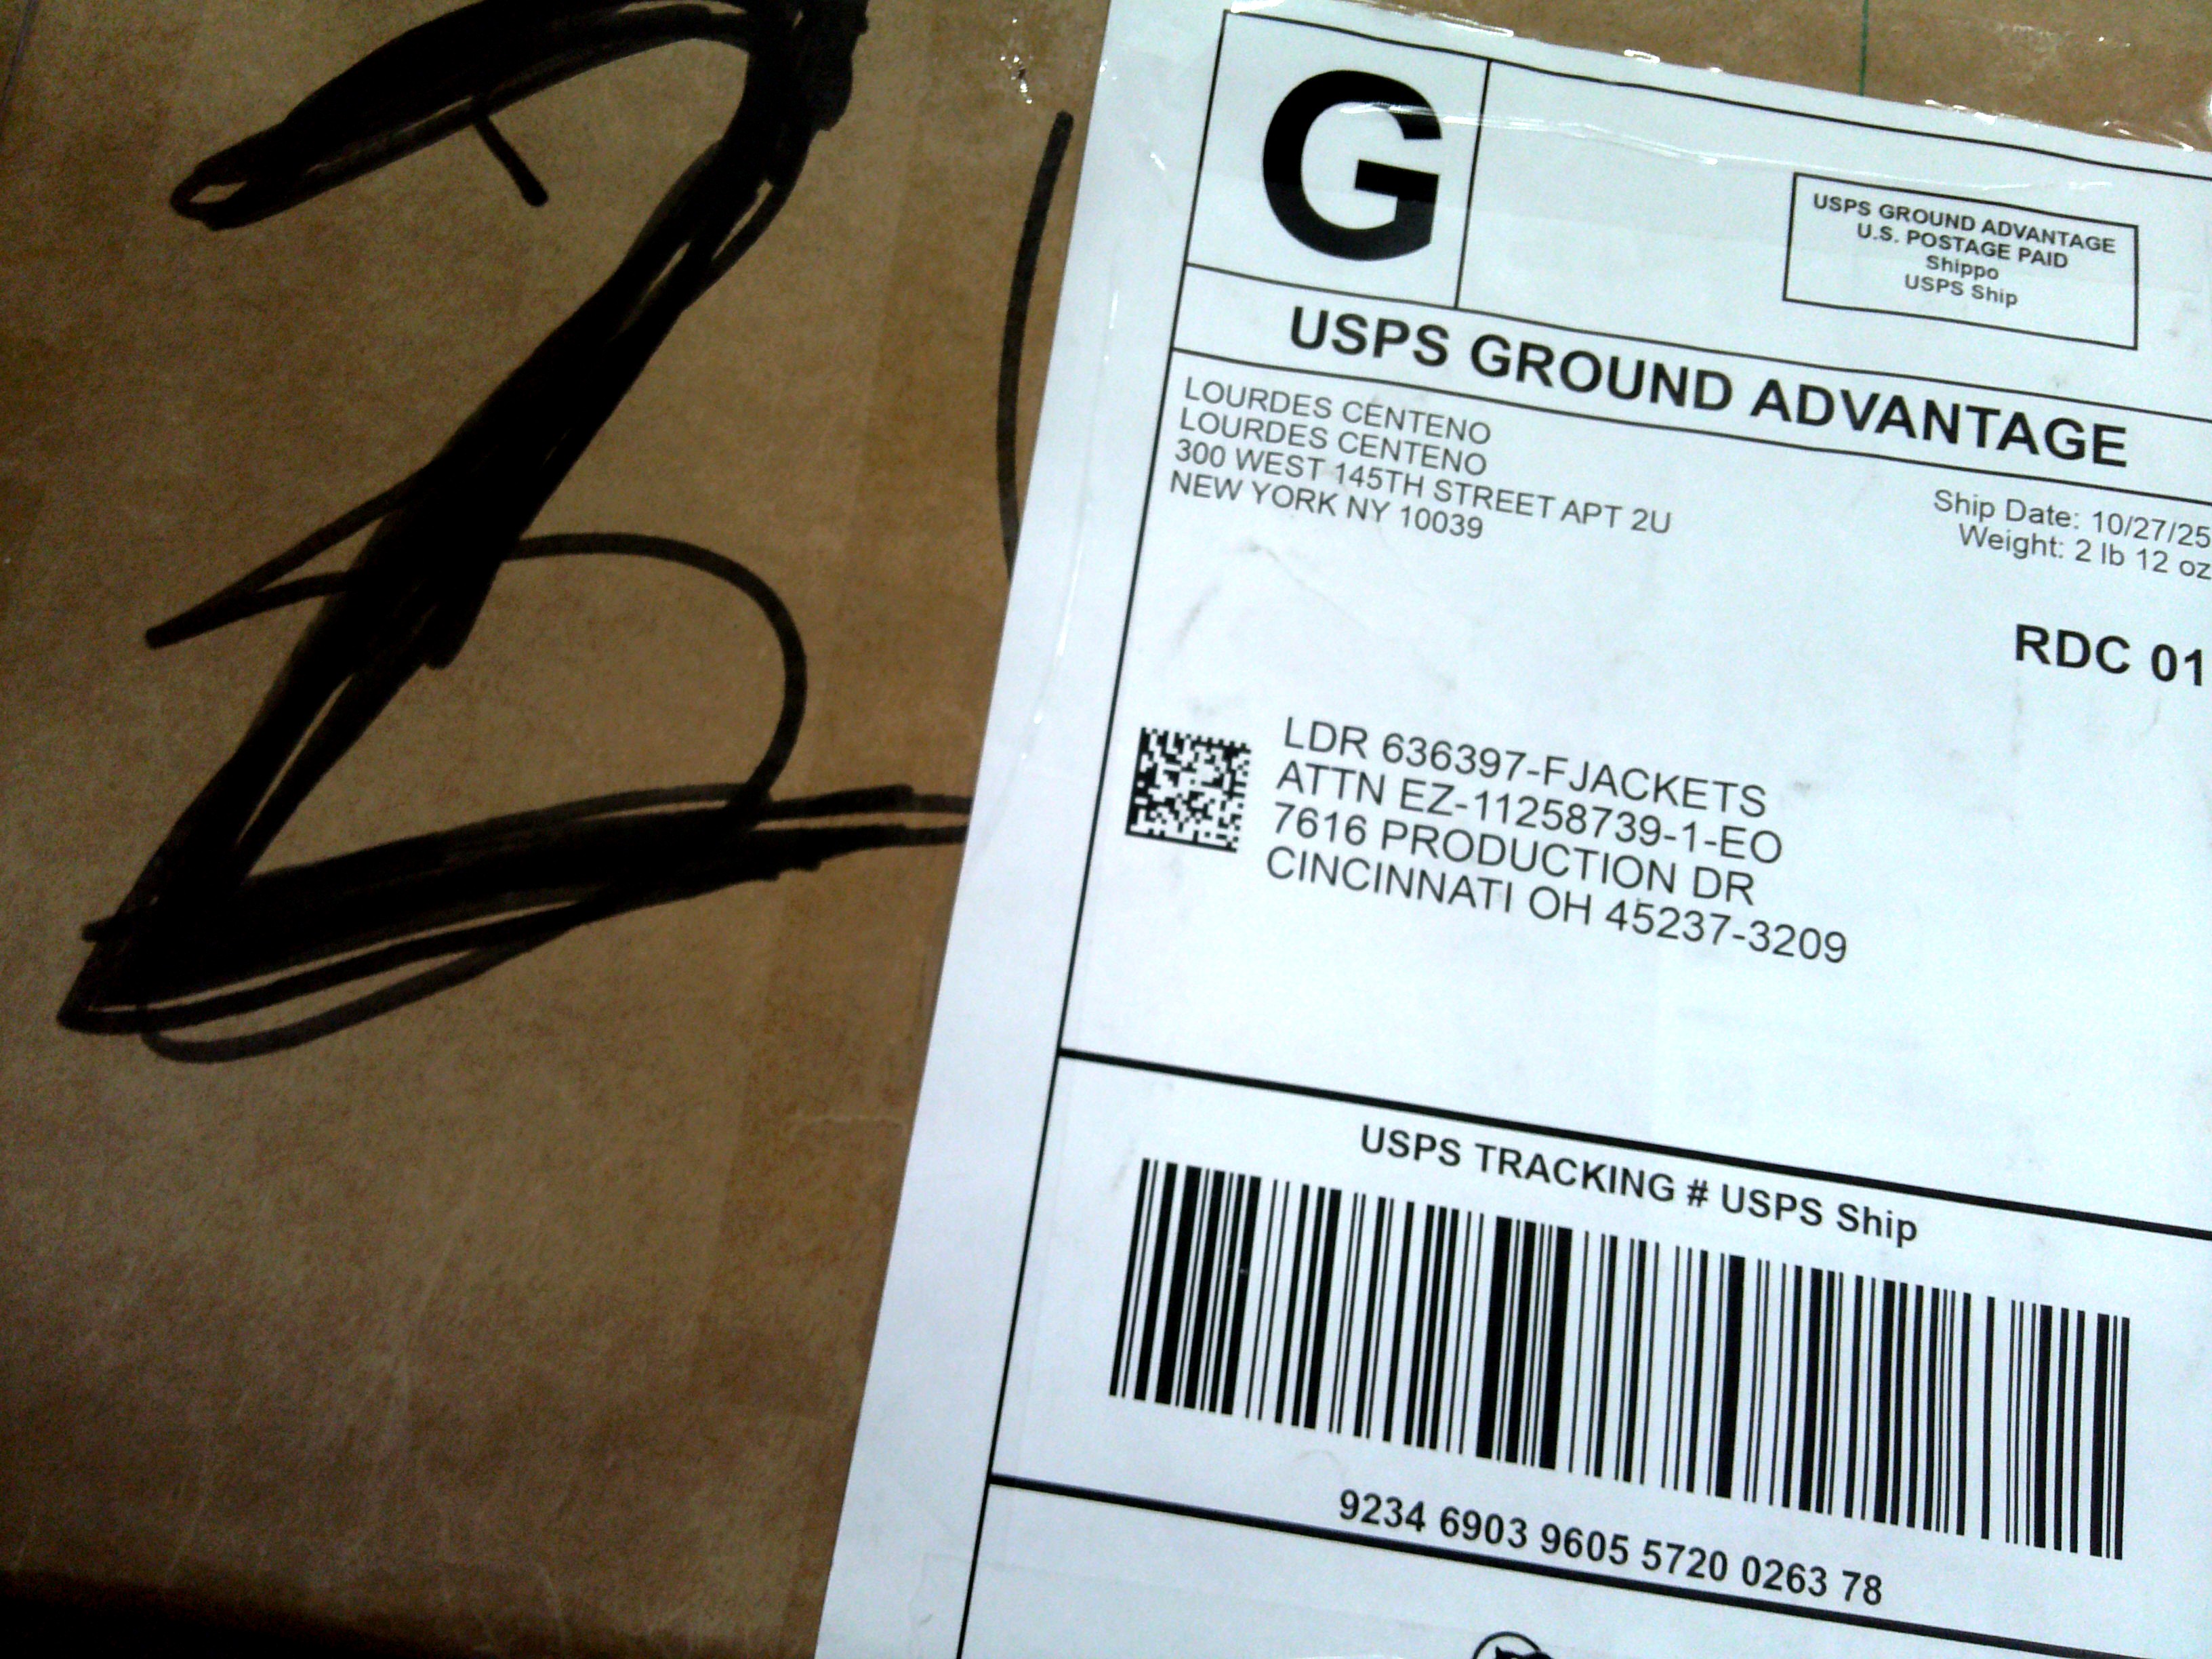 G
USPS GROUND ADVANTAGE
U.S. POSTAGE PAID
Shippo
USPS Ship
USPS GROUND ADVANTAGE
LOURDES CENTENO
LOURDES CENTENO
300 WEST 145TH STREET APT 2U
NEW YORK NY 10039
Ship Date: 10/27/25
Weight: 2 lb 12 oz
RDC 01
LDR 636397-FJACKETS
ATTN EZ-11258739-1-EO
7616 PRODUCTION DR
CINCINNATI OH 45237-3209
USPS TRACKING # USPS Ship
9234 6903 9605 5720 0263 78